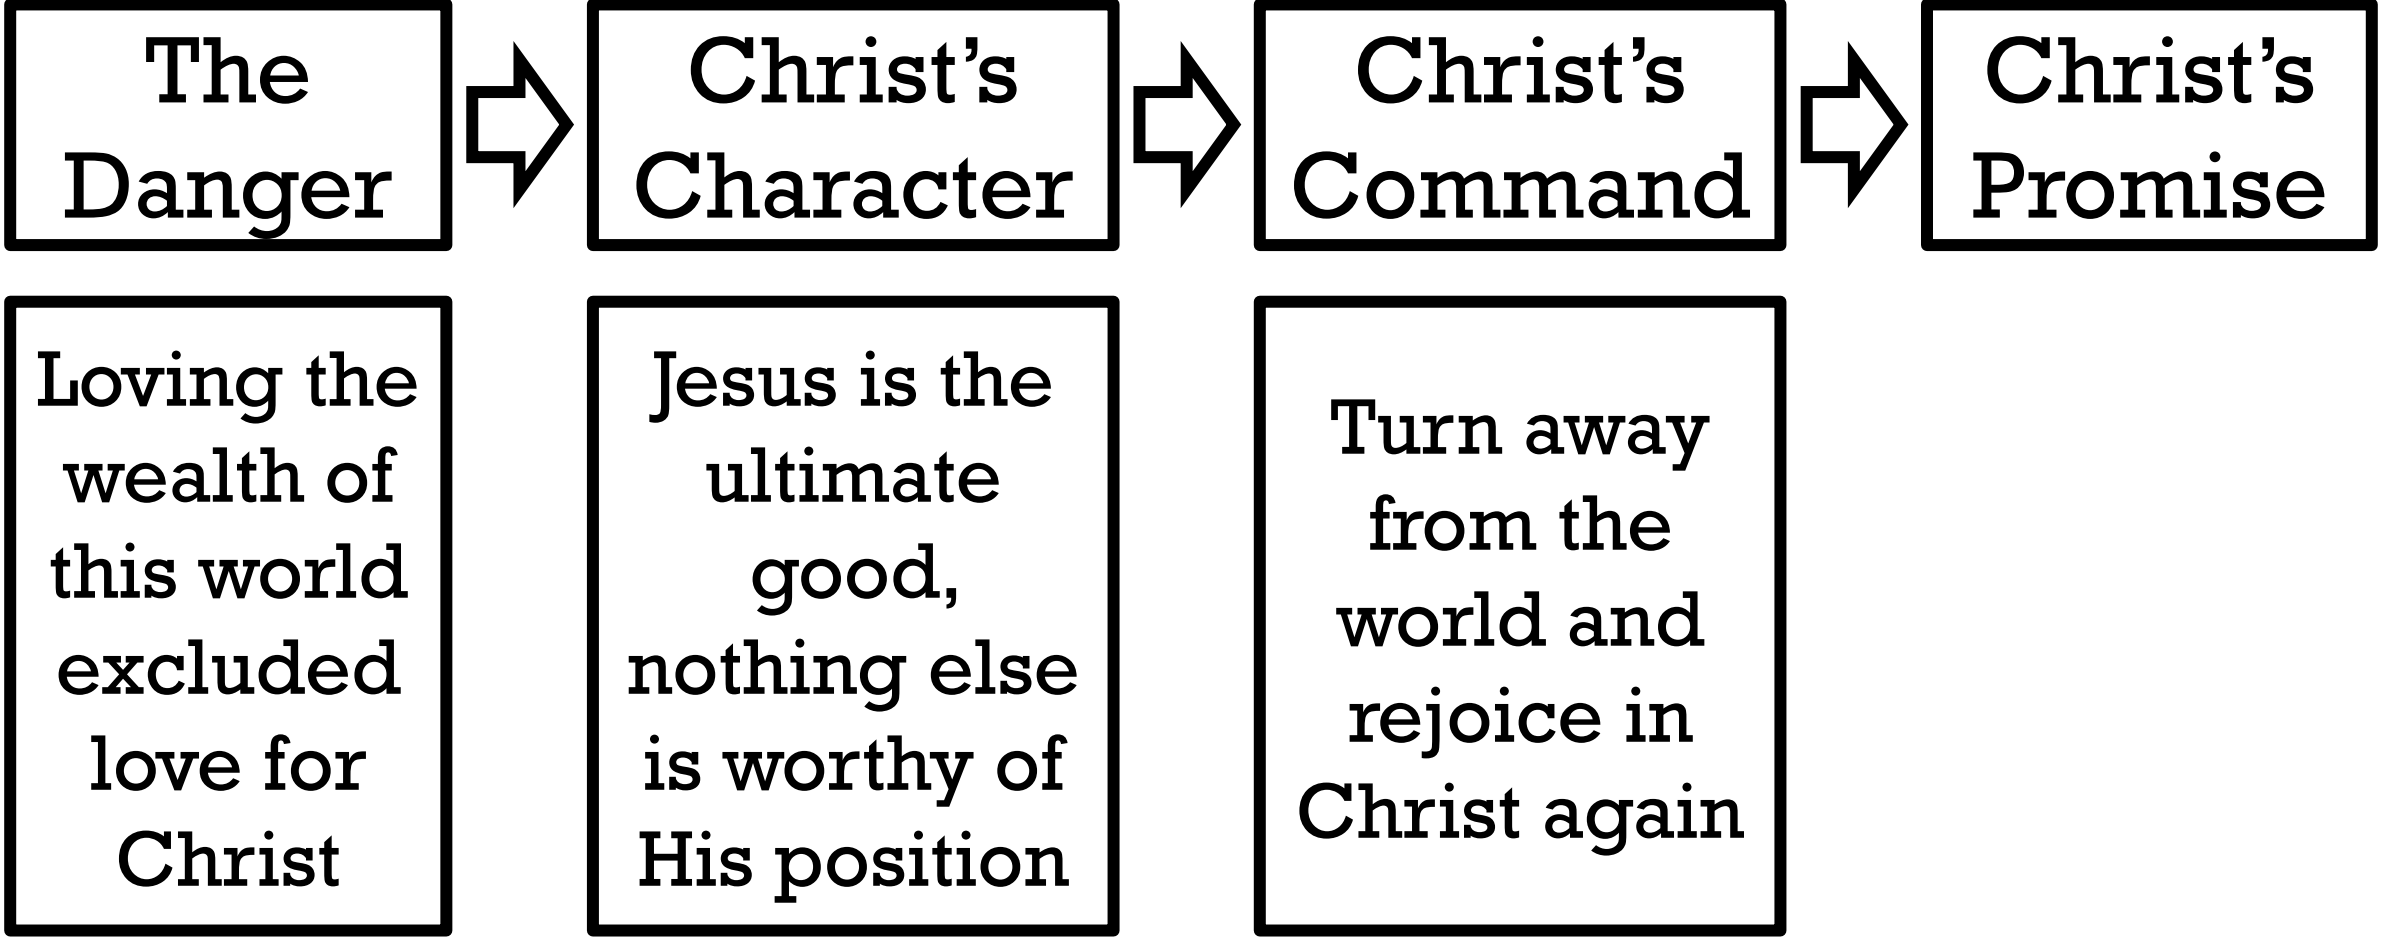 The
Danger
Christ’s
Character
Christ’s
Command
Christ’s
Promise
Loving the
wealth of
this world
excluded
love for
Christ
Jesus is the
ultimate
good,
nothing else
is worthy of
His position
Turn away
from the
world and
rejoice in
Christ again